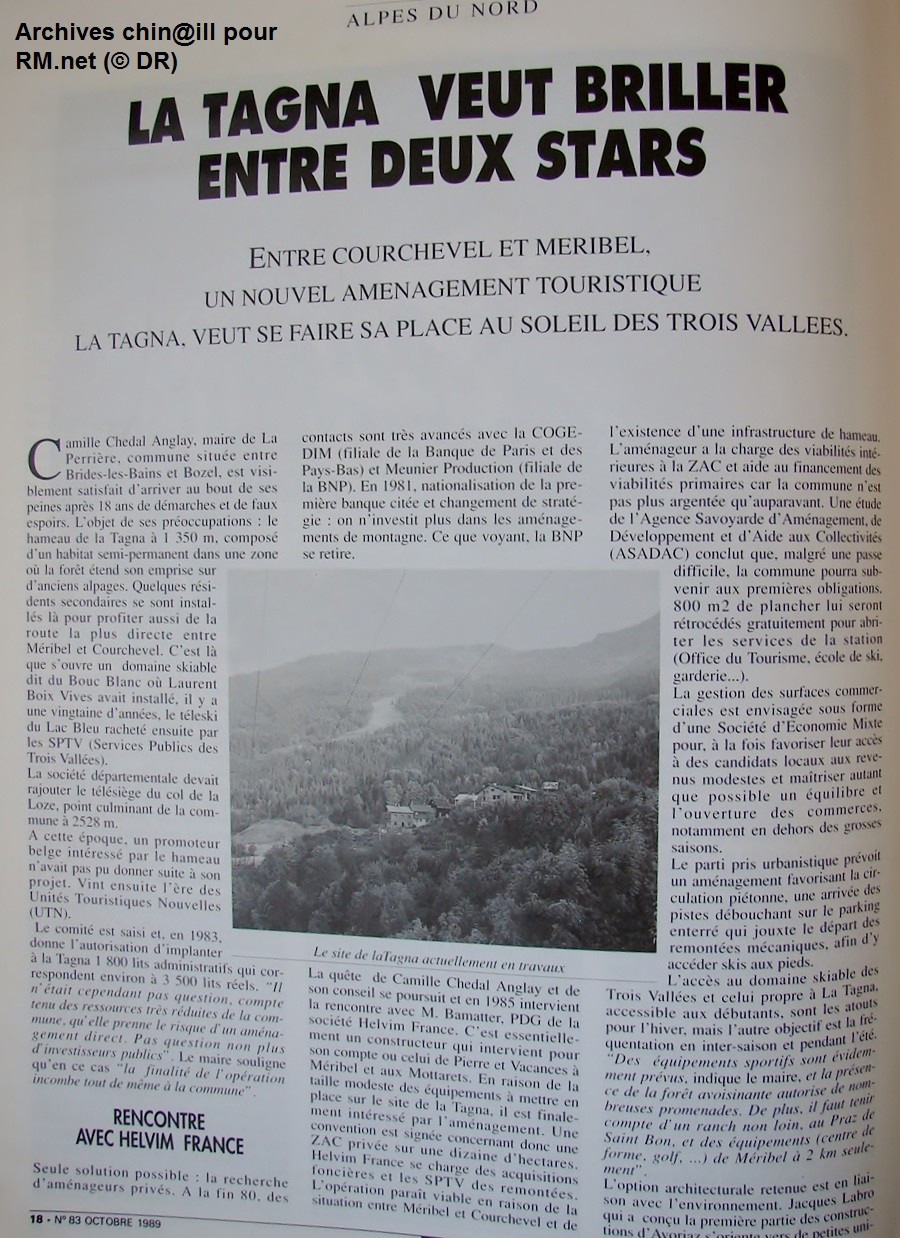 Archives chin@ill pour
RM.net (© DR)
ALPES DU NORD
LA TAGNA VEUT BRILLER
ENTRE DEUX STARS
ENTRE COURCHEVEL ET MERIBEL,
UN NOUVEL AMENAGEMENT TOURISTIQUE
LA TAGNA, VEUT SE FAIRE SA PLACE AU SOLEIL DES TROIS VALLEES.
Camille Chedal Anglay, maire de La
Perrière, commune située entre
Brides-les-Bains et Bozel, est visi-
blement satisfait d'arriver au bout de ses
peines après 18 ans de démarches et de faux
espoirs. L'objet de ses préoccupations : le
hameau de la Tagna à 1 350 m, composé
d'un habitat semi-permanent dans une zone
où la forêt étend son emprise sur
d'anciens alpages. Quelques rési-
dents secondaires se sont instal-
lés là pour profiter aussi de la
route la plus directe entre
Méribel et Courchevel. C'est là
que s'ouvre un domaine skiable
dit du Bouc Blanc où Laurent
Boix Vives avait installé, il y a
une vingtaine d'années, le téleski
du Lac Bleu racheté ensuite par
les SPTV (Services Publics des
Trois Vallées).
La société départementale devait
rajouter le télésiège du col de la
Loze, point culminant de la com-
mune à 2528 m.
A cette époque, un promoteur
belge intéressé par le hameau
n'avait pas pu donner suite à son
projet. Vint ensuite l'ère des
Unités Touristiques Nouvelles
(UTN).
Le comité est saisi et, en 1983,
donne l'autorisation d'implanter
à la Tagna 1 800 lits administratifs qui cor-
respondent environ à 3 500 lits réels. "Il
n'était cependant pas question, compte
tenu des ressources très réduites de la com-
mune, qu'elle prenne le risque d'un aména-
gement direct. Pas question non plus
d'investisseurs publics". Le maire souligne
qu'en ce cas "la finalité de l'opération
incombe tout de même à la commune".
RENCONTRE
AVEC HELVIM FRANCE
Seule solution possible : la recherche
d'aménageurs privés. A la fin 80, des
contacts sont très avancés avec la COGE-
DIM (filiale de la Banque de Paris et des
Pays-Bas) et Meunier Production (filiale de
la BNP). En 1981, nationalisation de la pre-
mière banque citée et changement de straté-
gie : on n'investit plus dans les aménage-
ments de montagne. Ce que voyant, la BNP
se retire.
Le site de laTagna actuellement en travaux
La quête de Camille Chedal Anglay et de
son conseil se poursuit et en 1985 intervient
la rencontre avec M. Bamatter, PDG de la
société Helvim France. C'est essentielle-
ment un constructeur qui intervient pour
son compte ou celui de Pierre et Vacances à
Méribel et aux Mottarets. En raison de la
taille modeste des équipements à mettre en
place sur le site de la Tagna, il est finale-
ment intéressé par l'aménagement. Une
convention est signée concernant donc une
ZAC privée sur une dizaine d'hectares.
Helvim France se charge des acquisitions
foncières et les SPTV des remontées.
L'opération paraît viable en raison de la
situation entre Méribel et Courchevel et de
l'existence d'une infrastructure de hameau.
L'aménageur a la charge des viabilités inté-
rieures à la ZAC et aide au financement des
viabilités primaires car la commune n'est
pas plus argentée qu'auparavant. Une étude
de l'Agence Savoyarde d'Aménagement, de
Développement et d'Aide aux Collectivités
(ASADAC) conclut que, malgré une passe
difficile, la commune pourra sub-
venir aux premières obligations.
800 m2 de plancher lui seront
rétrocédés gratuitement pour abri-
ter les services de la station
(Office du Tourisme, école de ski,
garderie...).
La gestion des surfaces commer-
ciales est envisagée sous forme
d'une Société d'Economie Mixte
pour, à la fois favoriser leur accès
à des candidats locaux aux reve-
nus modestes et maîtriser autant
que possible un équilibre et
l'ouverture des commerces,
notamment en dehors des grosses
saisons.
Le parti pris urbanistique prévoit
un aménagement favorisant la cir-
culation piétonne, une arrivée des
pistes débouchant sur le parking
enterré qui jouxte le départ des
remontées mécaniques, afin d'y
accéder skis aux pieds.
L'accès au domaine skiable des
Trois Vallées et celui propre à La Tagna,
accessible aux débutants, sont les atouts
pour l'hiver, mais l'autre objectif est la fré-
quentation en inter-saison et pendant l'été.
"Des équipements sportifs sont évidem-
ment prévus, indique le maire, et la présen-
ce de la forêt avoisinante autorise de nom-
breuses promenades. De plus, il faut tenir
compte d'un ranch non loin, au Praz de
Saint Bon, et des équipements (centre de
forme, golf, ...) de Méribel à 2 km seule-
ment".
L'option architecturale retenue est en liai-
son avec l'environnement. Jacques Labro
qui a conçu la première partie des construc-
tions d'Avoriaz s'oriente vers de petites uni-
18 - N° 83 OCTOBRE 1989